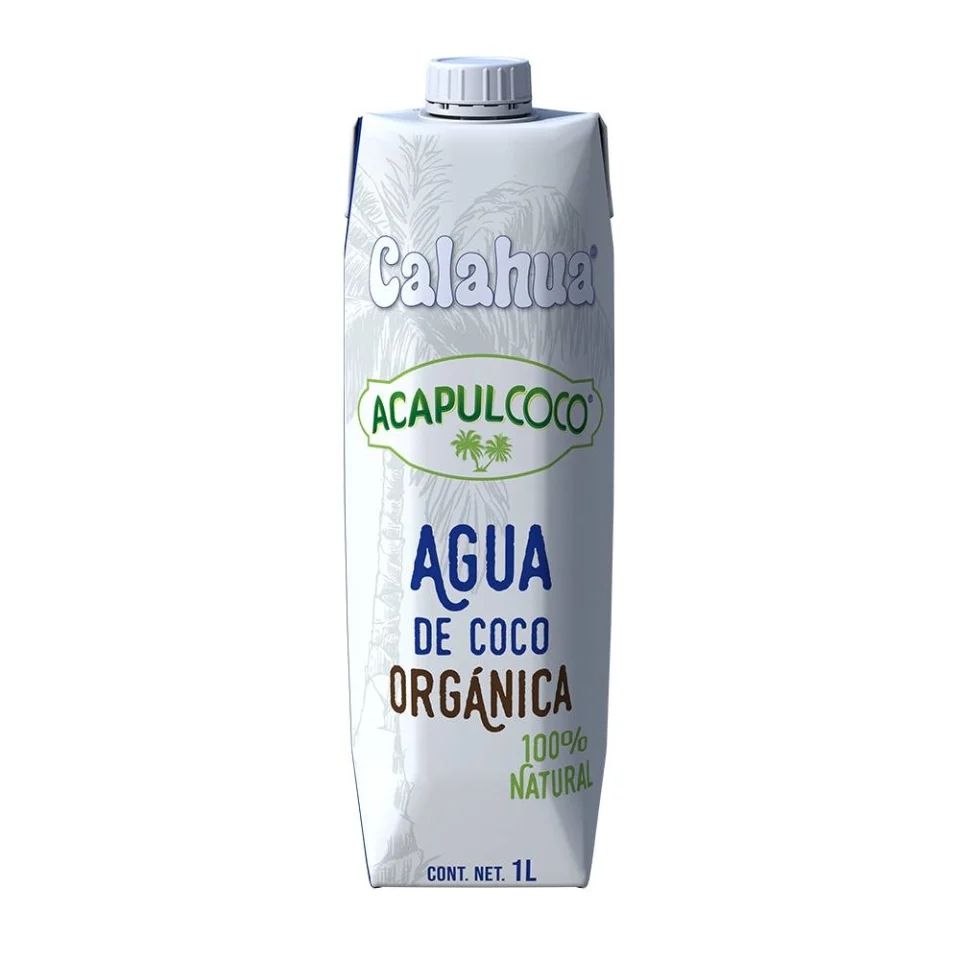 Calahua®
ACAPULCOCO®
AGUA
DE COCO
ORGÁNICA
100%
NATURAL
CONT. NET. 1L